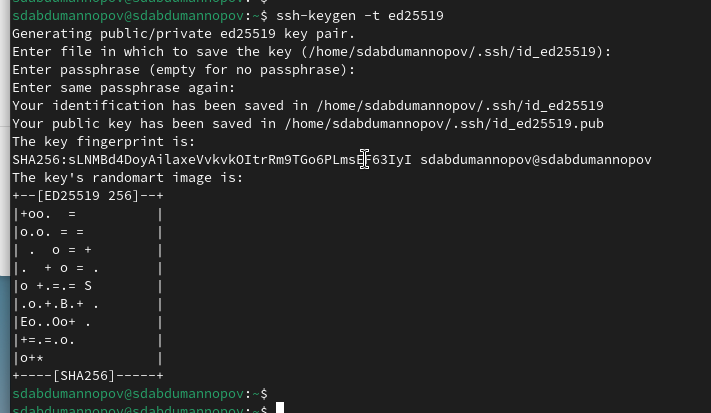 sdabdumannopov@sdabdumannopov:~$ ssh-keygen -t ed25519
Generating public/private ed25519 key pair.
Enter file in which to save the key (/home/sdabdumannopov/.ssh/id_ed25519):
Enter passphrase (empty for no passphrase):
Enter same passphrase again:
Your identification has been saved in /home/sdabdumannopov/.ssh/id_ed25519
Your public key has been saved in /home/sdabdumannopov/.ssh/id_ed25519.pub
The key fingerprint is:
sdabdumannopov@sdabdumannopov
The key's randomart image is:
+--[ED25519 256]--+
|+oo.  =          |
|o.o. = =         |
| .  o = +        |
|.  + o = .       |
|o +.=.= S        |
|.o.+.B.+ .       |
|Eo..Oo+ .        |
|+=.=.o.          |
|o+*              |
+----[SHA256]-----+
sdabdumannopov@sdabdumannopov:~$
sdabdumannopov@sdabdumannopov:~$